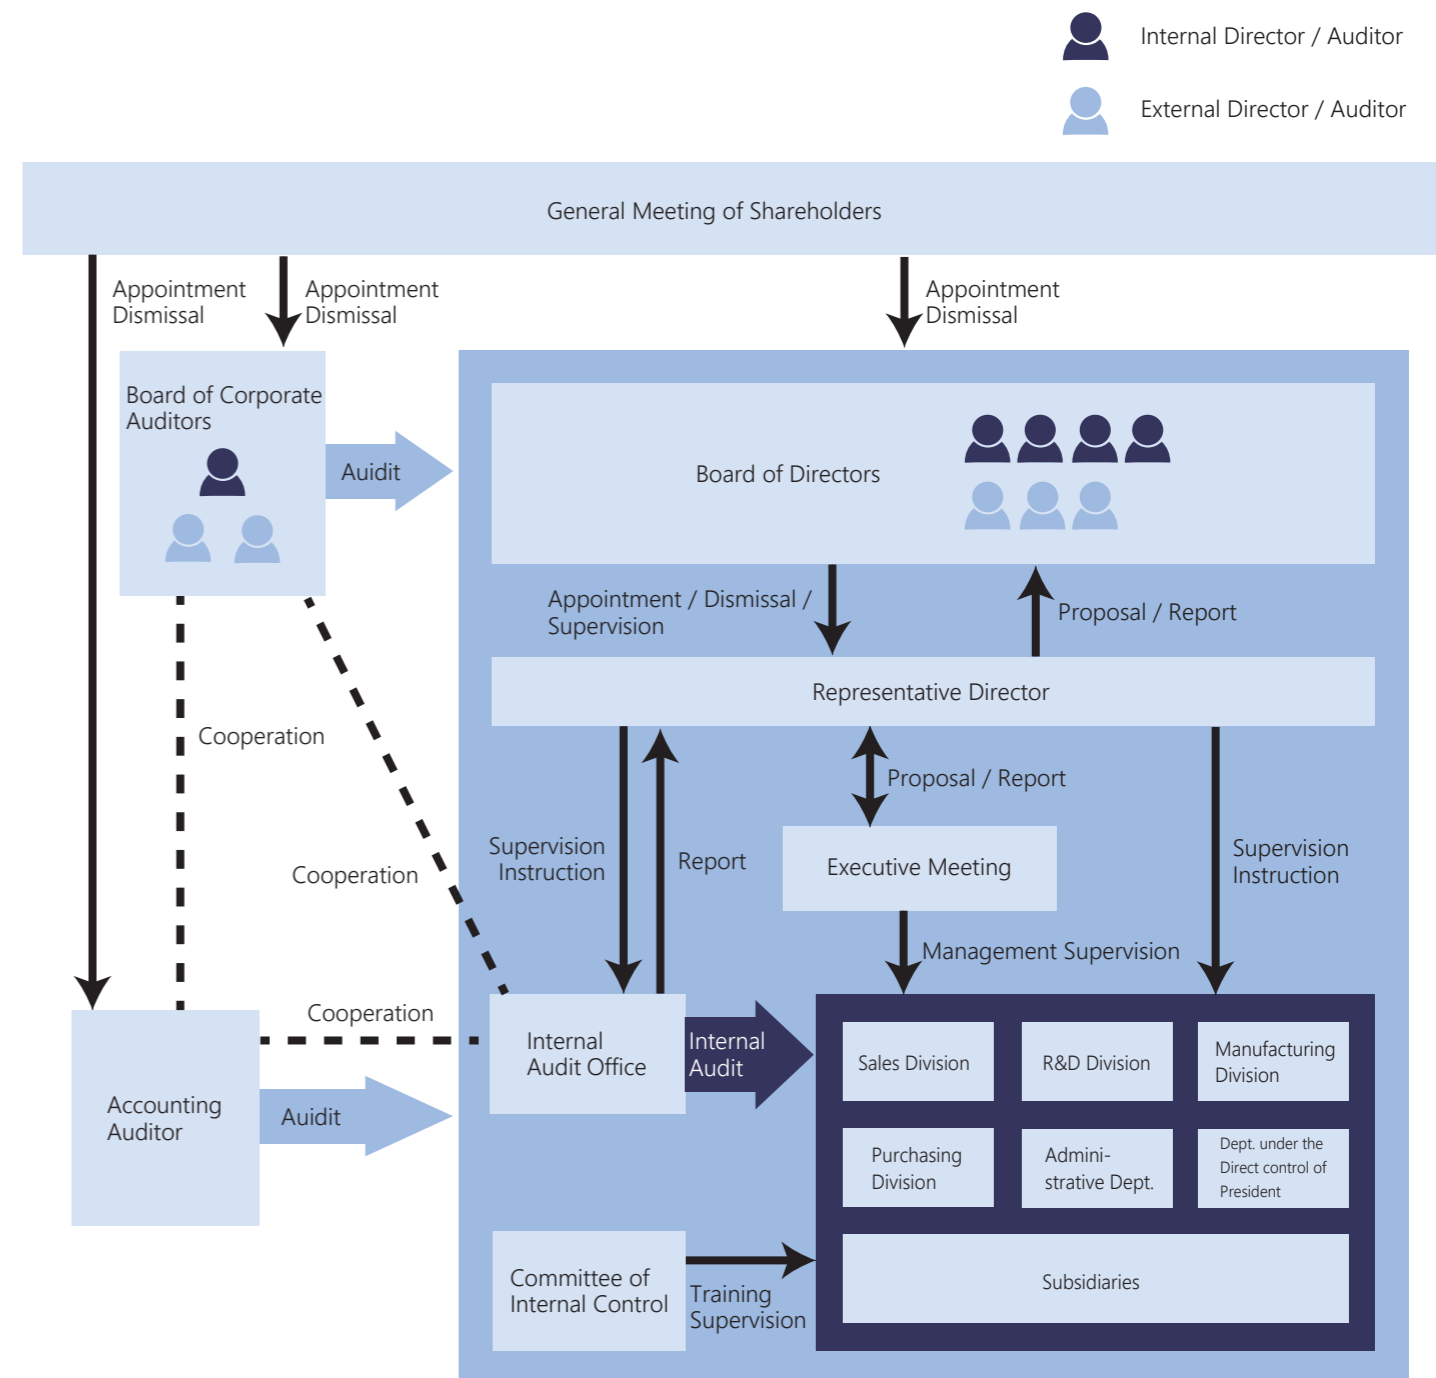 Internal Director / Auditor
External Director / Auditor
General Meeting of Shareholders
Appointment
Dismissal
Appointment
Dismissal
Appointment
Dismissal
Board of Corporate
Auditors
Auidit
Board of Directors
Appointment / Dismissal /
Supervision
Proposal / Report
Representative Director
Cooperation
Proposal / Report
Supervision
Instruction
Report
Executive Meeting
Supervision
Instruction
Cooperation
Management Supervision
Cooperation
Internal
Audit Office
Internal
Audit
Sales Division
R&D Division
Manufacturing
Division
Accounting
Auditor
Auidit
Purchasing
Division
Admini-
strative Dept.
Dept. under the
Direct control of
President
Committee of
Internal Control
Training
Supervision
Subsidiaries